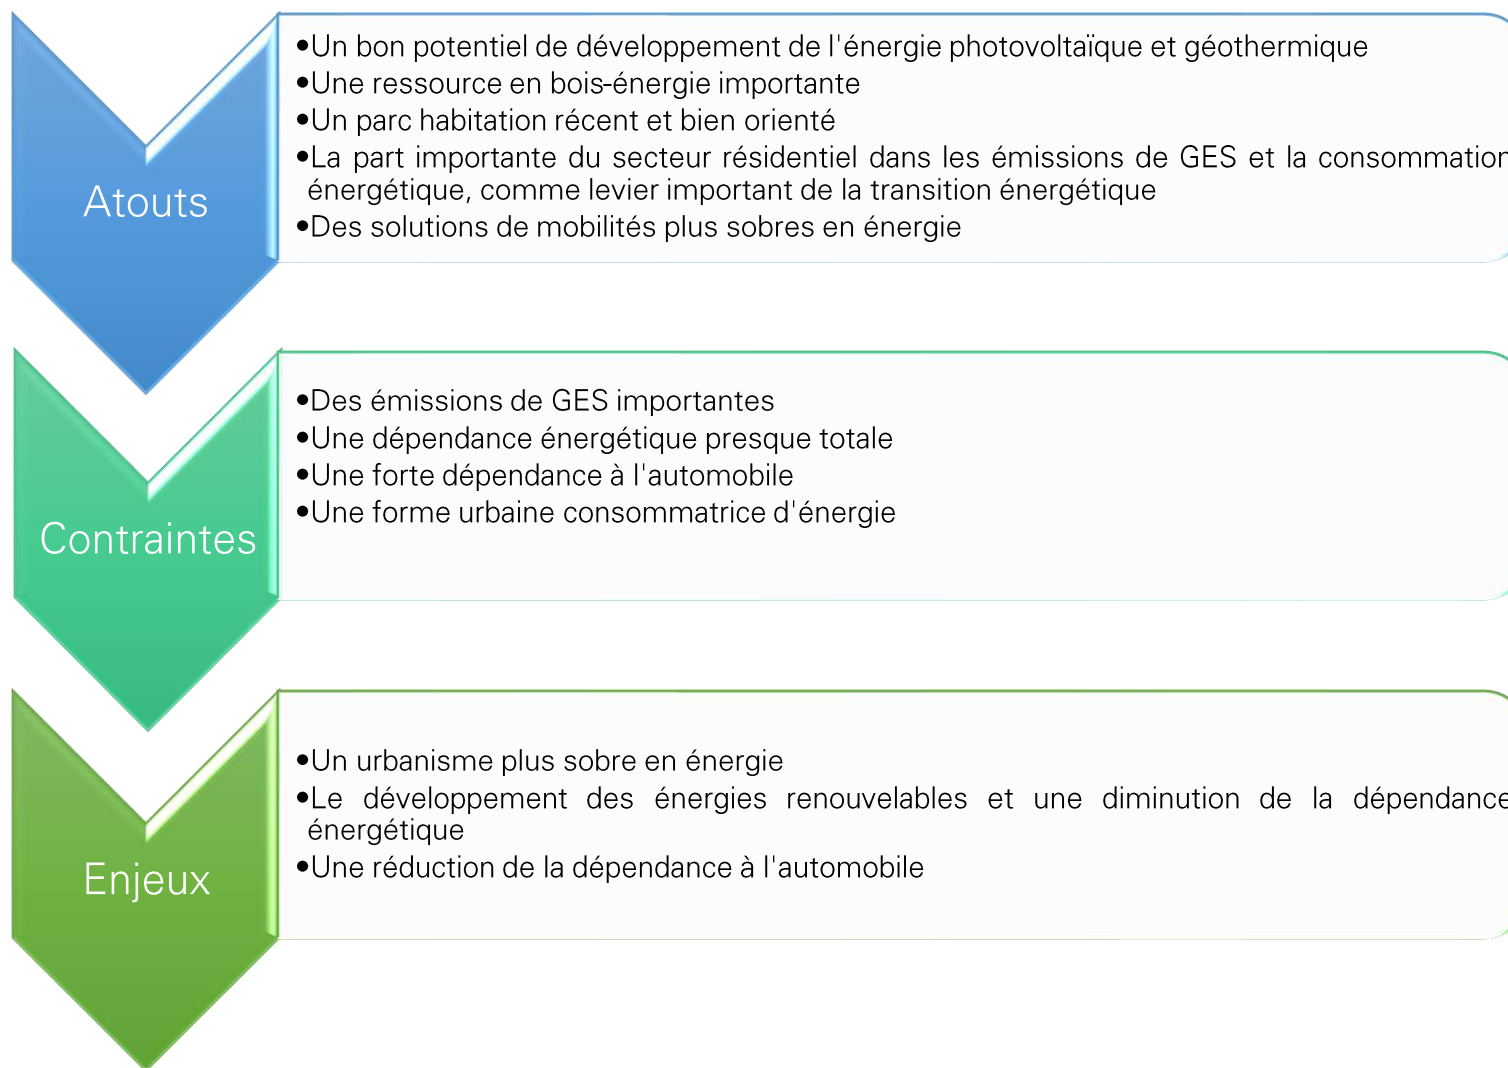 Atouts
•Un bon potentiel de développement de l'énergie photovoltaïque et géothermique
•Une ressource en bois-énergie importante
•Un parc habitation récent et bien orienté
•La part importante du secteur résidentiel dans les émissions de GES et la consommation
énergétique, comme levier important de la transition énergétique
•Des solutions de mobilités plus sobres en énergie
Contraintes
•Des émissions de GES importantes
•Une dépendance énergétique presque totale
•Une forte dépendance à l'automobile
•Une forme urbaine consommatrice d'énergie
Enjeux
•Un urbanisme plus sobre en énergie
•Le développement des énergies renouvelables et une diminution de la dépendance
énergétique
•Une réduction de la dépendance à l'automobile